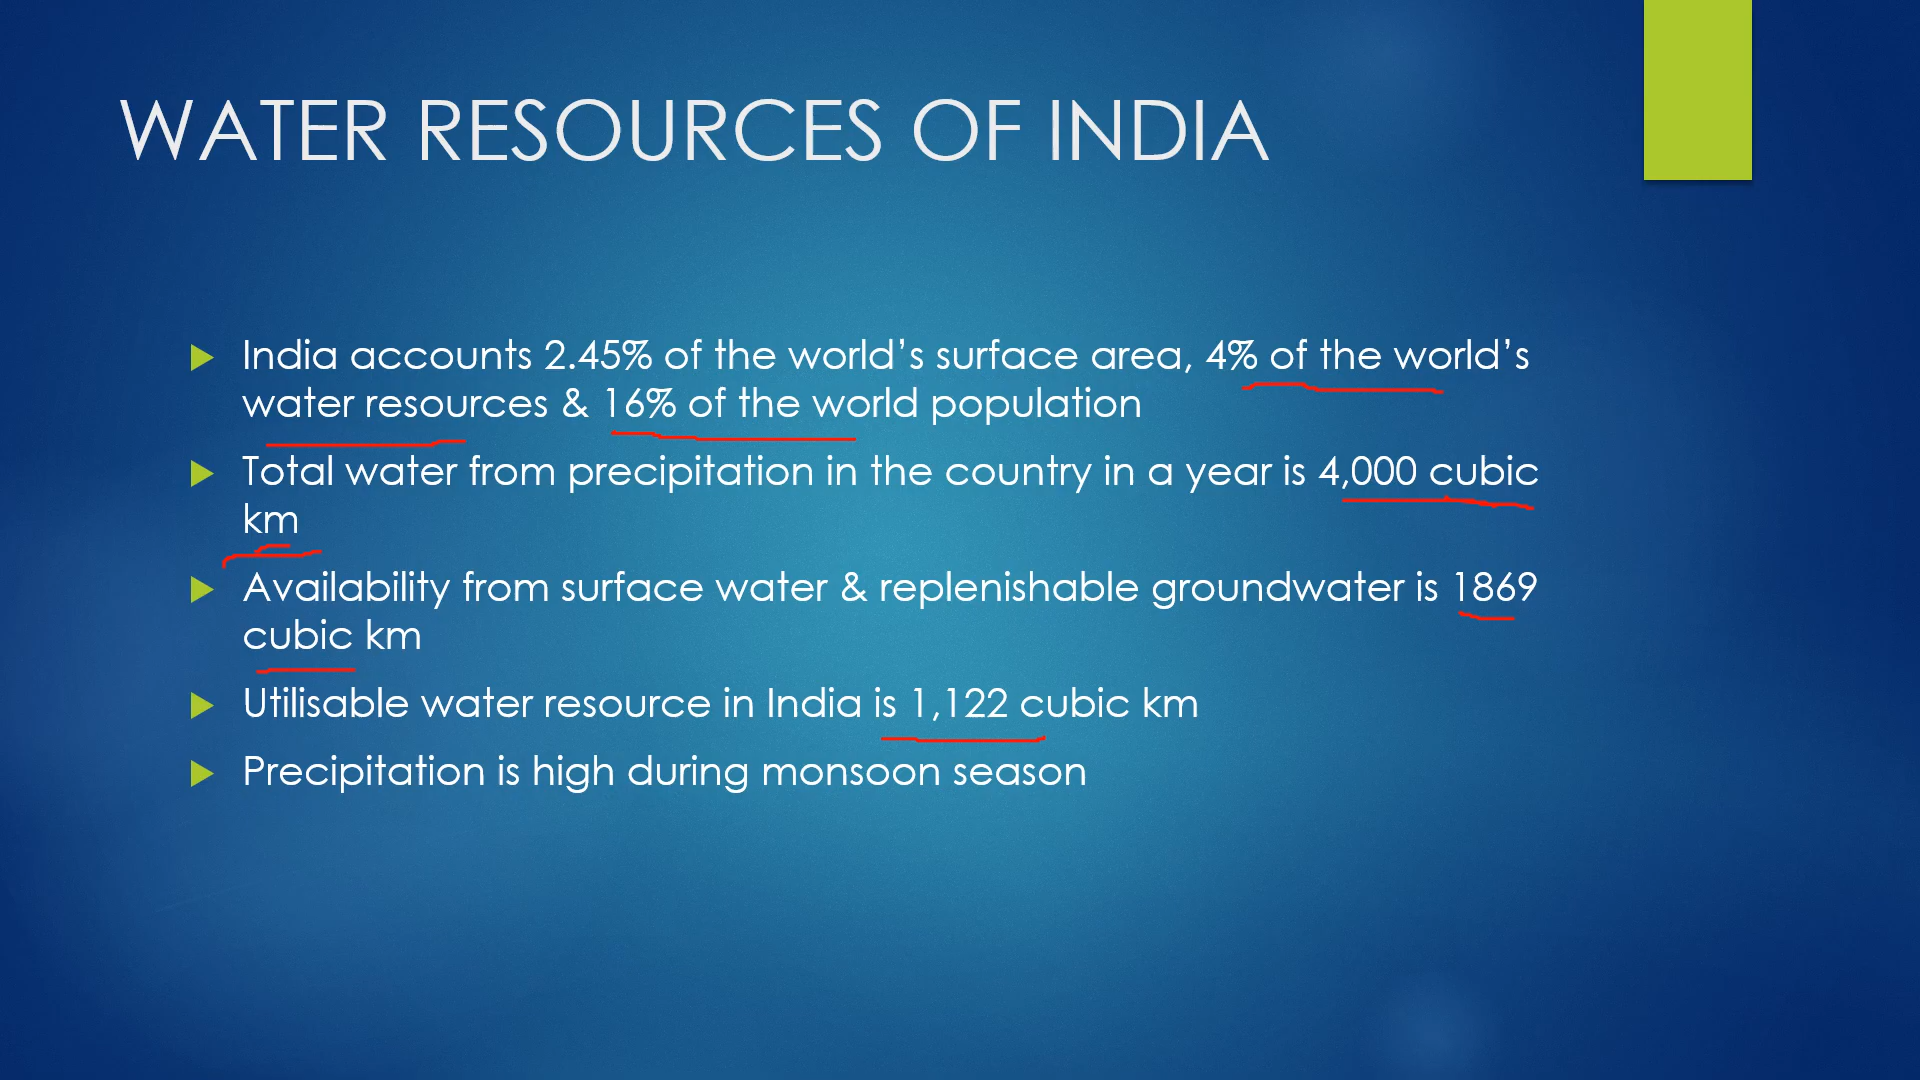 WATER RESOURCES OF INDIA
India accounts 2.45% of the world’s surface area, 4% of the world’s
water resources & 16% of the world population
Total water from precipitation in the country in a year is 4,000 cubic
km
Availability from surface water & replenishable groundwater is 1869
cubic km
Utilisable water resource in India is 1,122 cubic km
Precipitation is high during monsoon season